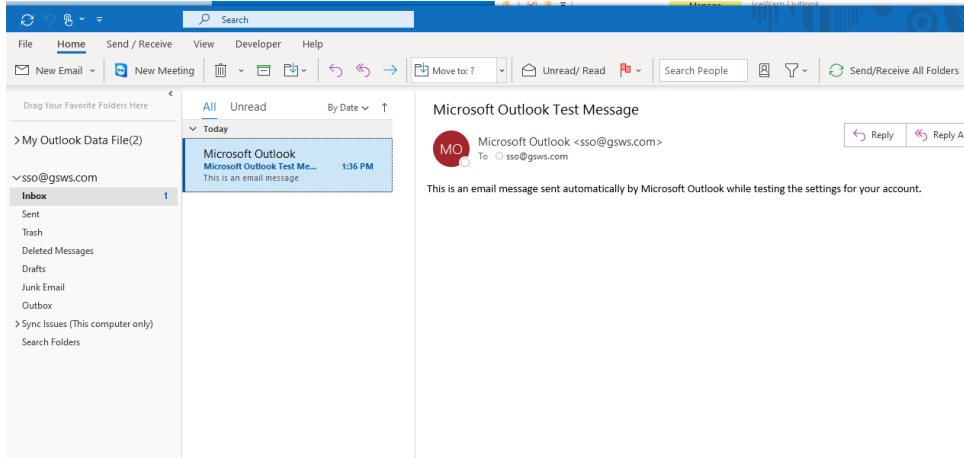 Manage
IceWarp Outlook
Search
File Home Send / Receive View Developer Help
New Email New Meeting Move to: ? Unread/ Read Search People Send/Receive All Folders
Drag Your Favorite Folders Here
My Outlook Data File(2)
sso@gsws.com
Inbox 1
Sent
Trash
Deleted Messages
Drafts
Junk Email
Outbox
Sync Issues (This computer only)
Search Folders
All Unread By Date
Today
Microsoft Outlook
Microsoft Outlook Test Me... 1:36 PM
This is an email message
Microsoft Outlook Test Message
MO
Microsoft Outlook <sso@gsws.com>
To sso@gsws.com
Reply Reply A
This is an email message sent automatically by Microsoft Outlook while testing the settings for your account.